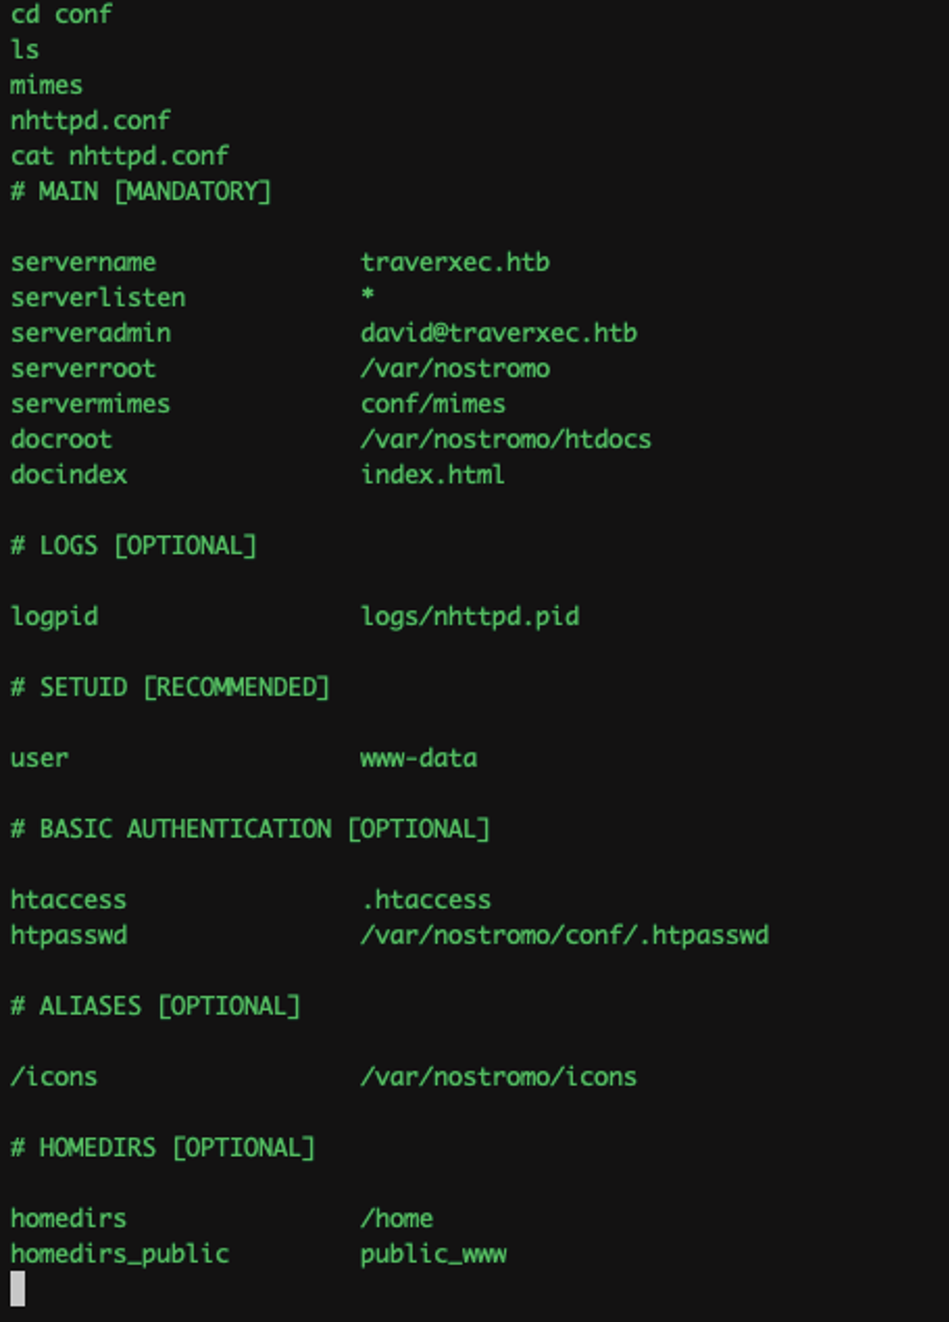 cd conf
ls
mimes
nhttpd.conf
cat nhttpd.conf
# MAIN [MANDATORY]
servername traverxec.htb
serverlisten *
serveradmin david@traverxec.htb
serverroot /var/nostromo
servermimes conf/mimes
docroot /var/nostromo/htdocs
docindex index.html
# LOGS [OPTIONAL]
logpid logs/nhttpd.pid
# SETUID [RECOMMENDED]
user www-data
# BASIC AUTHENTICATION [OPTIONAL]
htaccess .htaccess
htpasswd /var/nostromo/conf/.htpasswd
# ALIASES [OPTIONAL]
/icons /var/nostromo/icons
# HOMEDIRS [OPTIONAL]
homedirs /home
homedirs_public public_www